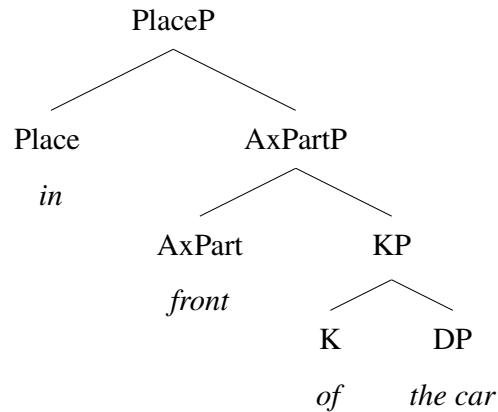 PlaceP
Place AxPartP
in
AxPart KP
front
K DP
of the car